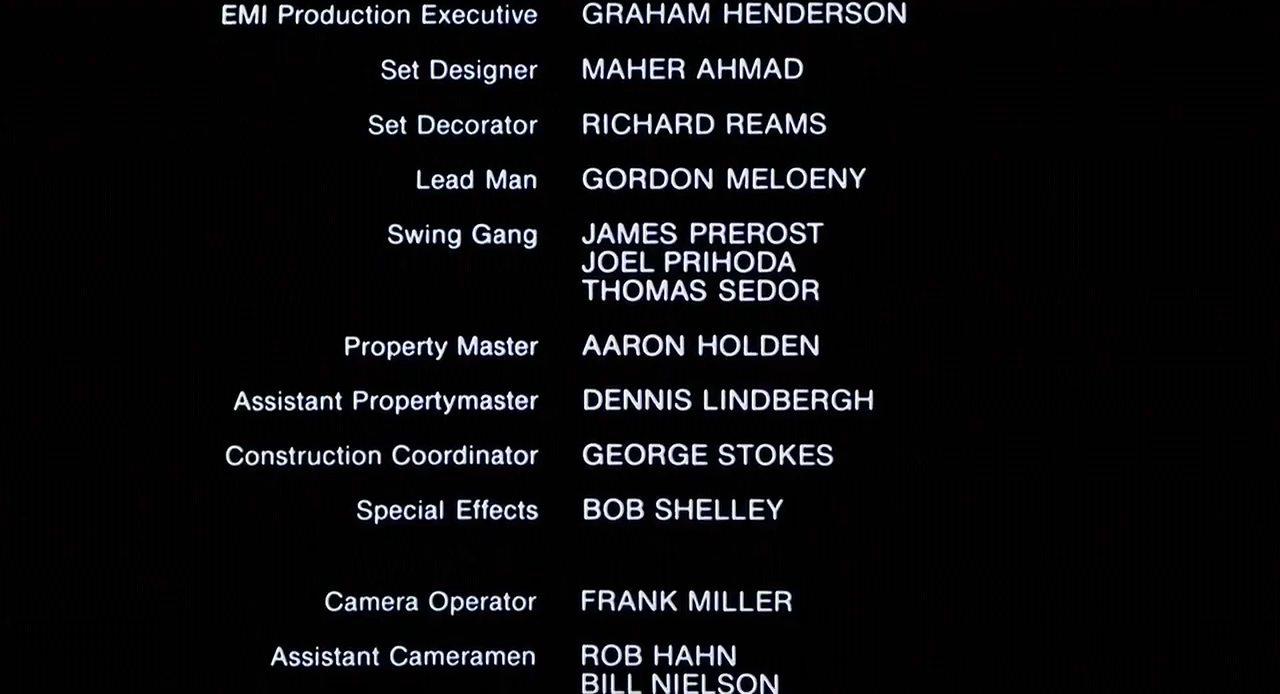 EMI Production Executive GRAHAM HENDERSON
Set Designer MAHER AHMAD
Set Decorator RICHARD REAMS
Lead Man GORDON MELOENY
Swing Gang JAMES PREROST
JOEL PRIHODA
THOMAS SEDOR
Property Master AARON HOLDEN
Assistant Propertymaster DENNIS LINDBERGH
Construction Coordinator GEORGE STOKES
Special Effects BOB SHELLEY
Camera Operator FRANK MILLER
Assistant Cameramen ROB HAHN
BILL NIELSON